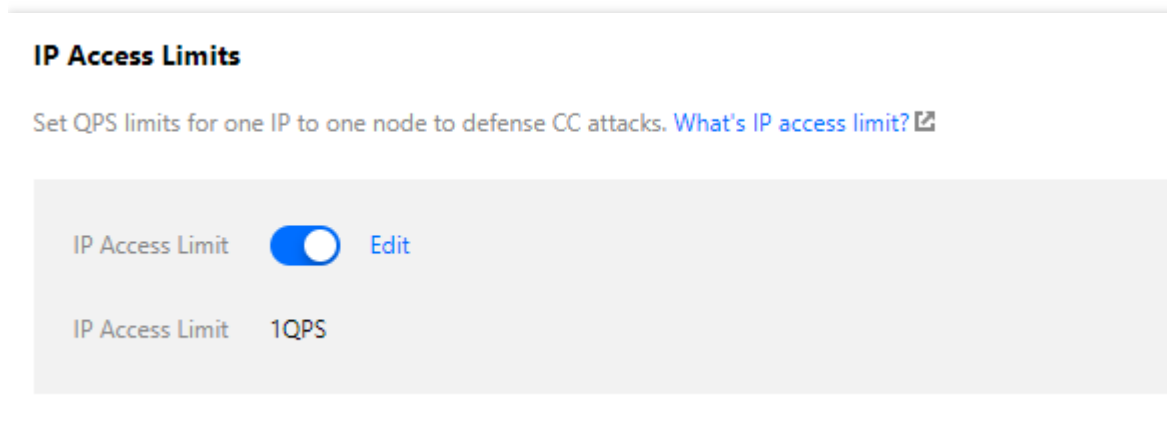 IP Access Limits
Set QPS limits for one IP to one node to defense CC attacks. What's IP access limit?
IP Access Limit Edit
IP Access Limit 1QPS